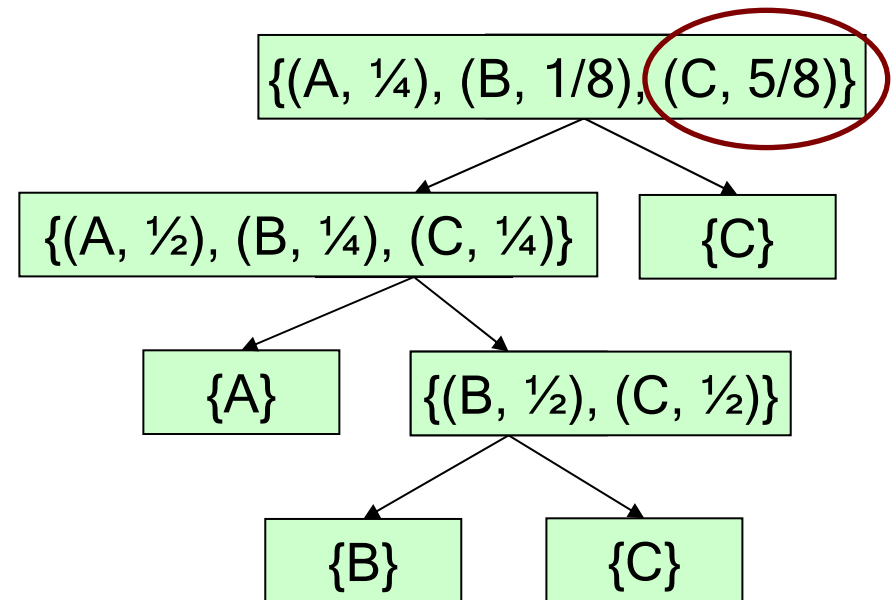 {(A, ¼), (B, 1/8), (C, 5/8)}
{(A, ½), (B, ¼), (C, ¼)}
{C}
{A}
{(B, ½), (C, ½)}
{B}
{C}